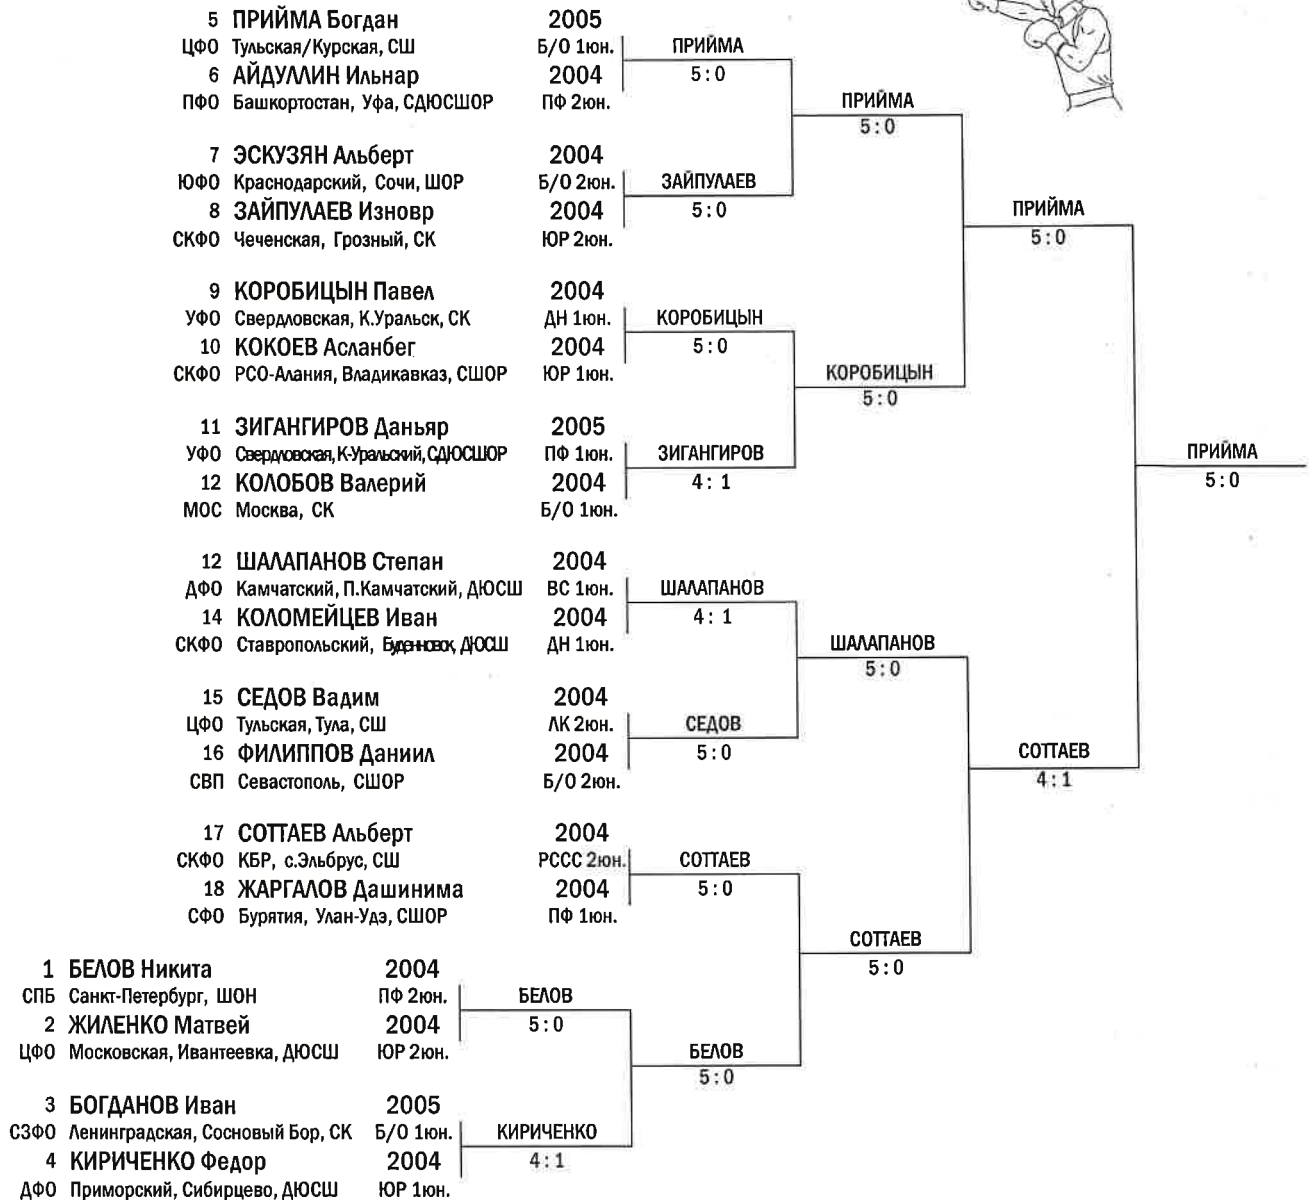 5 ПРИЙМА Богдан 2005
ЦФО Тульская/Курская, СШ Б/О 1юн. ПРИЙМА
6 АЙДУЛЛИН Ильнар 2004 5:0
ПФО Башкортостан, Уфа, СДЮСШОР ПФ 2юн. ПРИЙМА
5:0
7 ЭСКУЗЯН Альберт 2004
ЮФО Краснодарский, Сочи, ШОР Б/О 2юн. ЗАЙПУЛАЕВ
8 ЗАЙПУЛАЕВ Изновр 2004 5:0 ПРИЙМА
СКФО Чеченская, Грозный, СК ЮР 2юн. 5:0
9 КОРОБИЦЫН Павел 2004
УФО Свердловская, К.Уральск, СК ДН 1юн. КОРОБИЦЫН
10 КОКОЕВ Асланбег 2004 5:0
СКФО РСО-Алания, Владикавказ, СШОР ЮР 1юн. КОРОБИЦЫН
5:0
11 ЗИГАНГИРОВ Даньяр 2005
УФО Свердловская, К-Уральский, СДЮСШОР ПФ 1юн. ЗИГАНГИРОВ ПРИЙМА
12 КОЛОБОВ Валерий 2004 4:1 5:0
МОС Москва, СК Б/О 1юн.
12 ШАЛАПАНОВ Степан 2004
ДФО Камчатский, П.Камчатский, ДЮСШ ВС 1юн. ШАЛАПАНОВ
14 КОЛОМЕЙЦЕВ Иван 2004 4:1
СКФО Ставропольский, Буденновск, ДЮСШ ДН 1юн. ШАЛАПАНОВ
5:0
15 СЕДОВ Вадим 2004
ЦФО Тульская, Тула, СШ ЛК 2юн. СЕДОВ
16 ФИЛИППОВ Даниил 2004 5:0 СОТТАЕВ
СВП Севастополь, СШОР Б/О 2юн. 4:1
17 СОТТАЕВ Альберт 2004
СКФО КБР, с.Эльбрус, СШ РССС 2юн. СОТТАЕВ
18 ЖАРГАЛОВ Дашинима 2004 5:0
СФО Бурятия, Улан-Удэ, СШОР ПФ 1юн.
СОТТАЕВ
5:0
1 БЕЛОВ Никита 2004
СПБ Санкт-Петербург, ШОН ПФ 2юн. БЕЛОВ
2 ЖИЛЕНКО Матвей 2004 5:0
ЦФО Московская, Ивантеевка, ДЮСШ ЮР 2юн. БЕЛОВ
5:0
3 БОГДАНОВ Иван 2005
СЗФО Ленинградская, Сосновый Бор, СК Б/О 1юн. КИРИЧЕНКО
4 КИРИЧЕНКО Федор 2004 4:1
ДФО Приморский, Сибирцево, ДЮСШ ЮР 1юн.